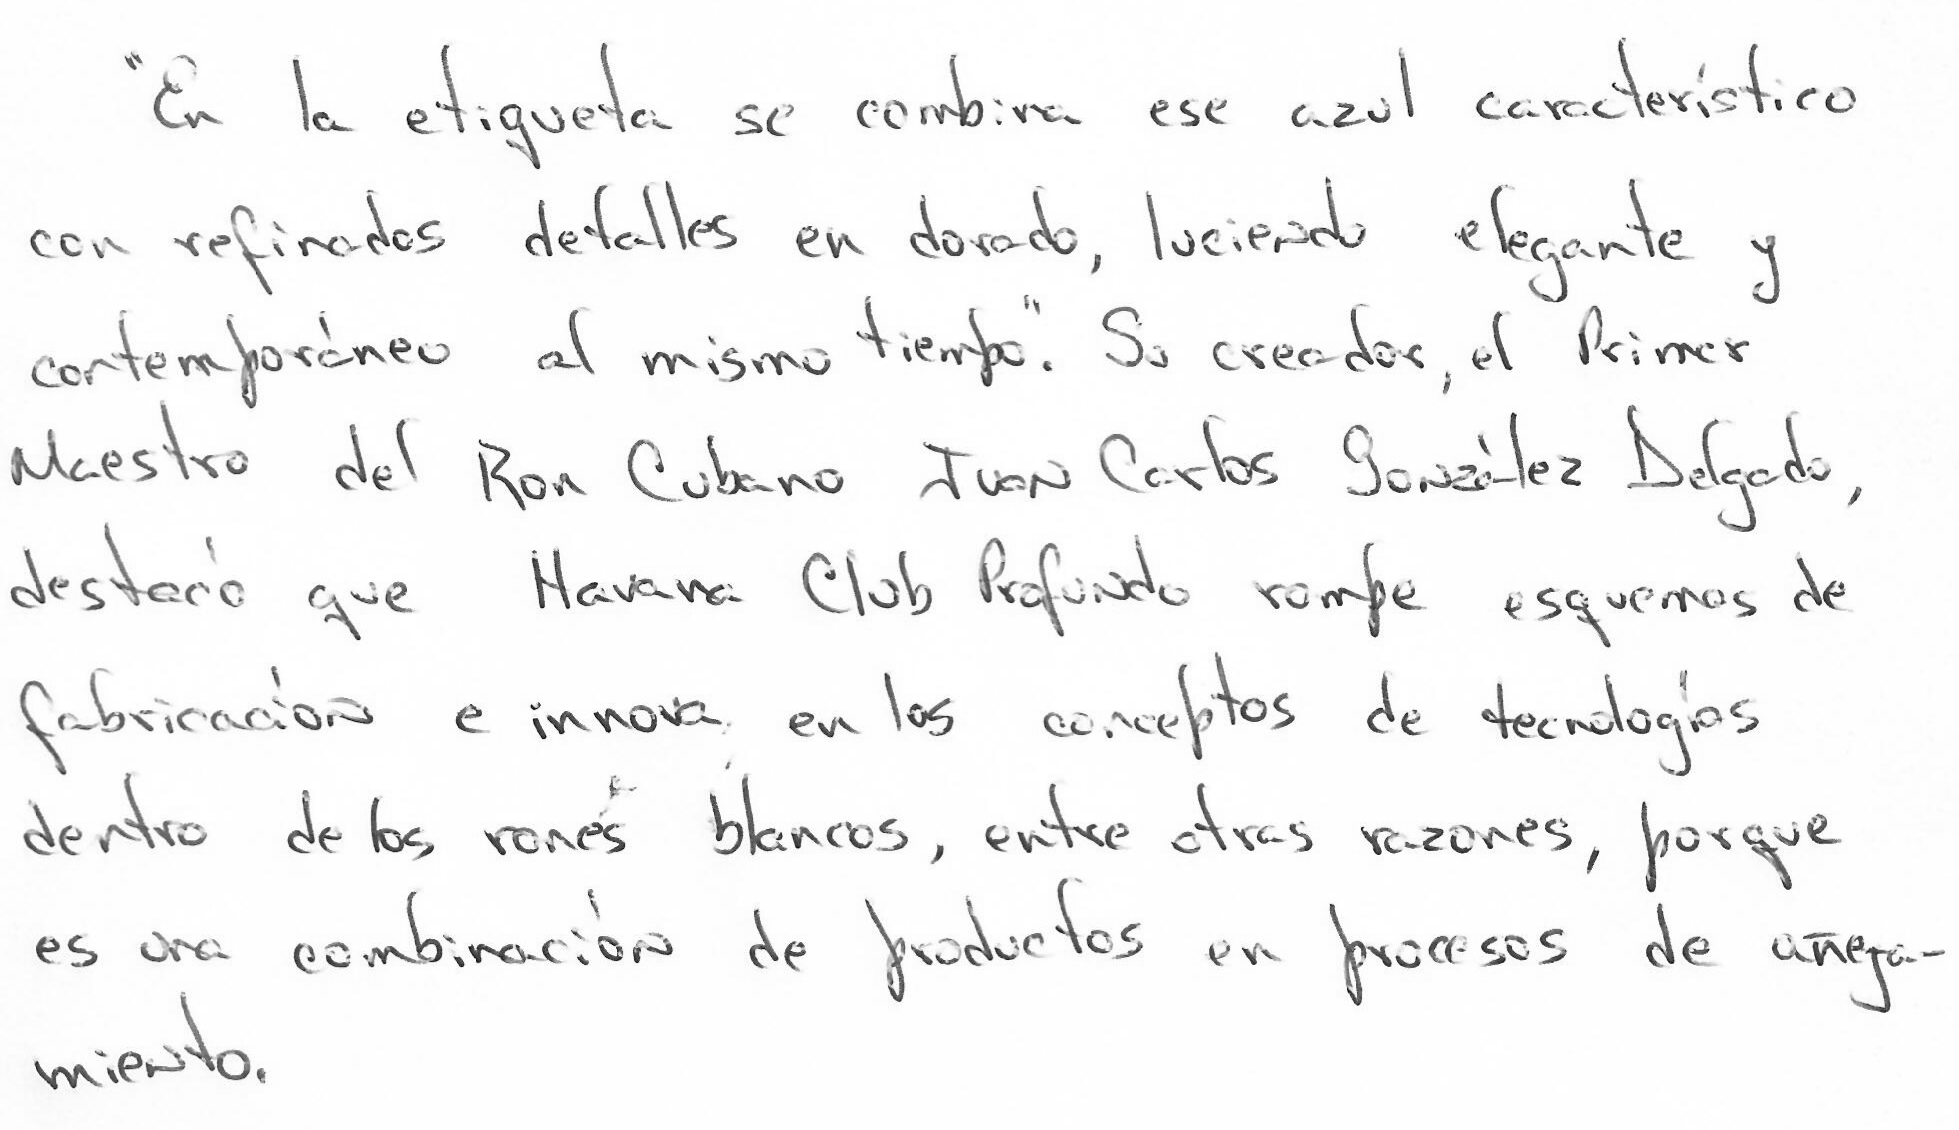 "En la etiqueta se combina ese azul característico
con refinados detalles en dorado, luciendo elegante y
contemporáneo al mismo tiempo". Su creador, el Primer
Maestro del Ron Cubano Juan Carlos González Delgado,
destacó que Havana Club Profundo rompe esquemas de
fabricación e innova en los conceptos de tecnologías
dentro de los rones blancos, entre otras razones, porque
es una combinación de productos en procesos de añeja-
miento.